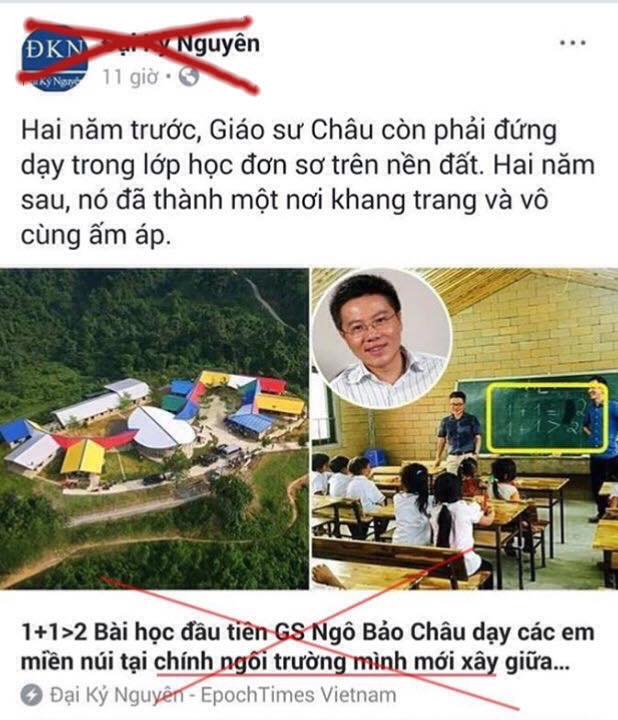 ĐKN
Đại Kỷ Nguyên
Kỷ Nguyên
11 giờ
Hai năm trước, Giáo sư Châu còn phải đứng
dạy trong lớp học đơn sơ trên nền đất. Hai năm
sau, nó đã thành một nơi khang trang và vô
cùng ấm áp.
1 + 1 = 2
1 + 1 > 2
1+1>2 Bài học đầu tiên GS Ngô Bảo Châu dạy các em
miền núi tại chính ngôi trường mình mới xây giữa...
Đại Kỷ Nguyên - EpochTimes Vietnam